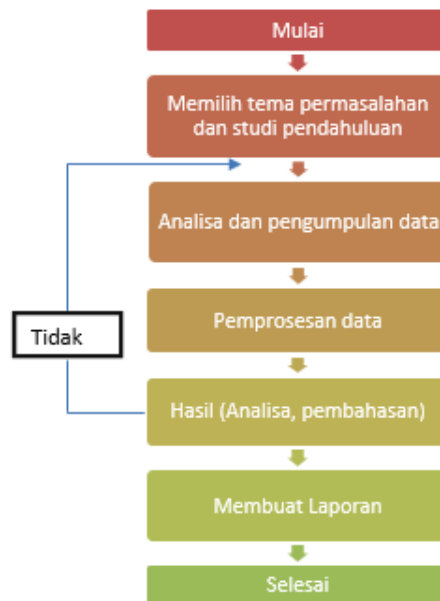 Mulai
Memilih tema permasalahan
dan studi pendahuluan
Analisa dan pengumpulan data
Pemprosesan data
Tidak
Hasil (Analisa, pembahasan)
Membuat Laporan
Selesai